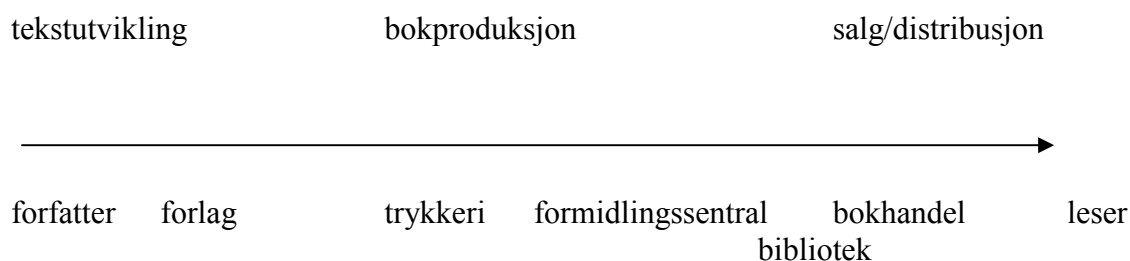 tekstutvikling bokproduksjon salg/distribusjon
forfatter forlag trykkeri formidlingssentral bokhandel leser
bibliotek